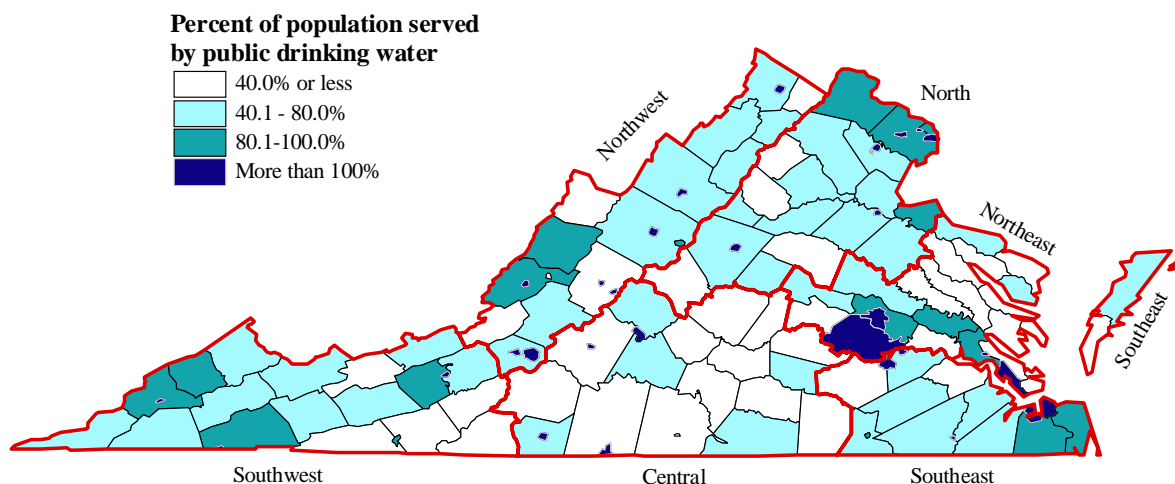 Percent of population served
by public drinking water
40.0% or less
40.1 - 80.0%
80.1-100.0%
More than 100%
North
Northwest
Northeast
Southeast
Southwest
Central
Southeast